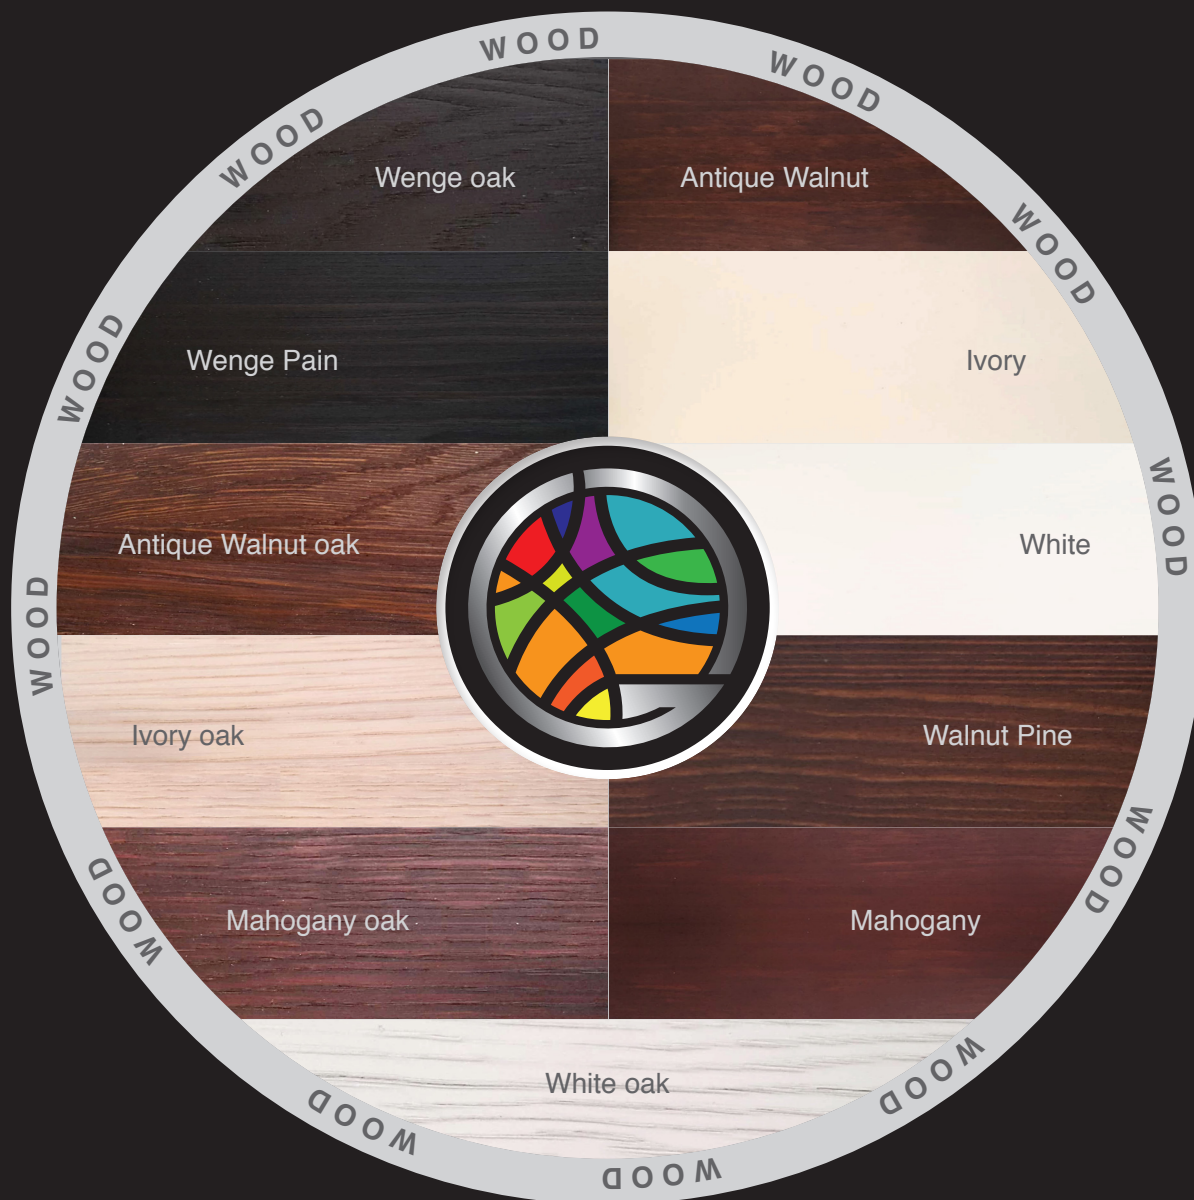 WOOD
WOOD
WOOD
WOOD
WOOD
WOOD
WOOD
WOOD
WOOD
WOOD
WOOD
WOOD
Wenge oak
Antique Walnut
Wenge Pain
Ivory
Antique Walnut oak
White
Ivory oak
Walnut Pine
Mahogany oak
Mahogany
White oak